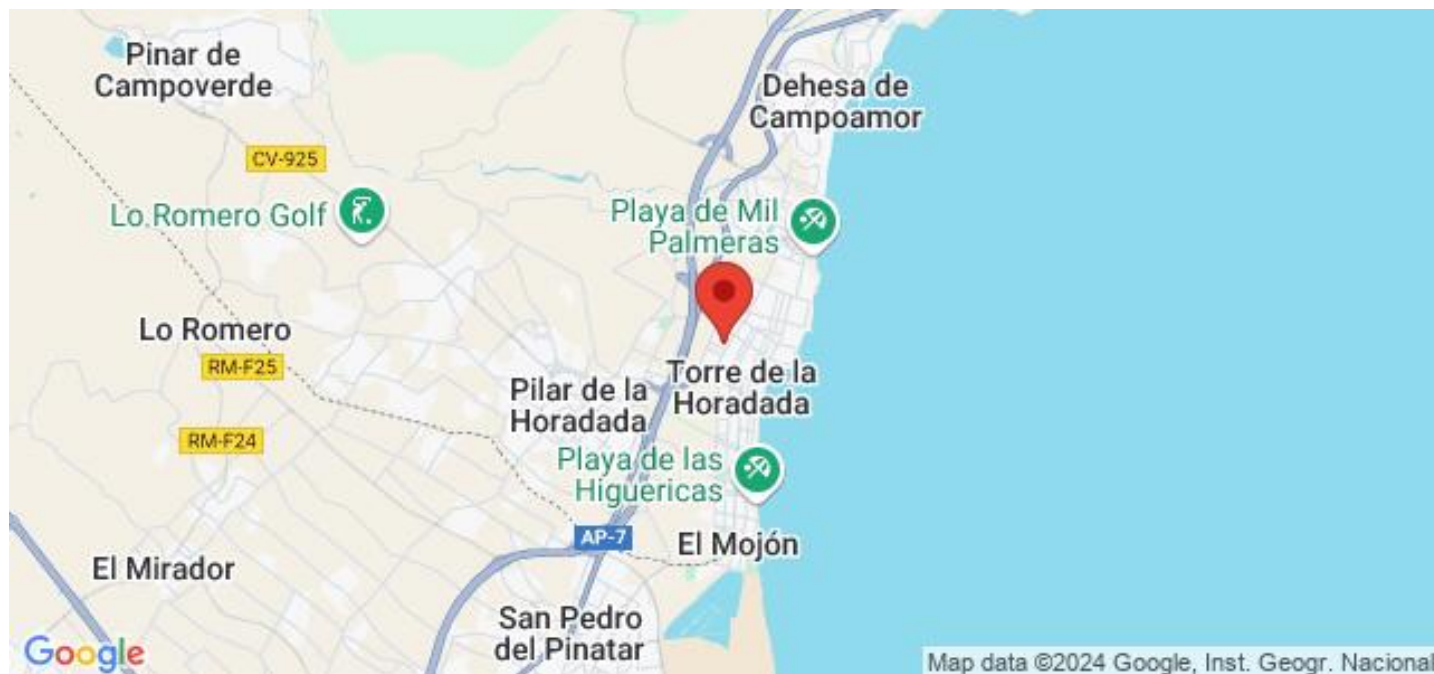 Pinar de
Campoverde
Dehesa de
Campoamor
CV-925
Lo Romero Golf
Playa de Mil
Palmeras
Lo Romero
RM-F25
Torre de la
Horadada
Pilar de la
Horadada
RM-F24
Playa de las
Higuericas
AP-7
El Mojón
El Mirador
San Pedro
del Pinatar
Google
Map data ©2024 Google, Inst. Geogr. Nacional